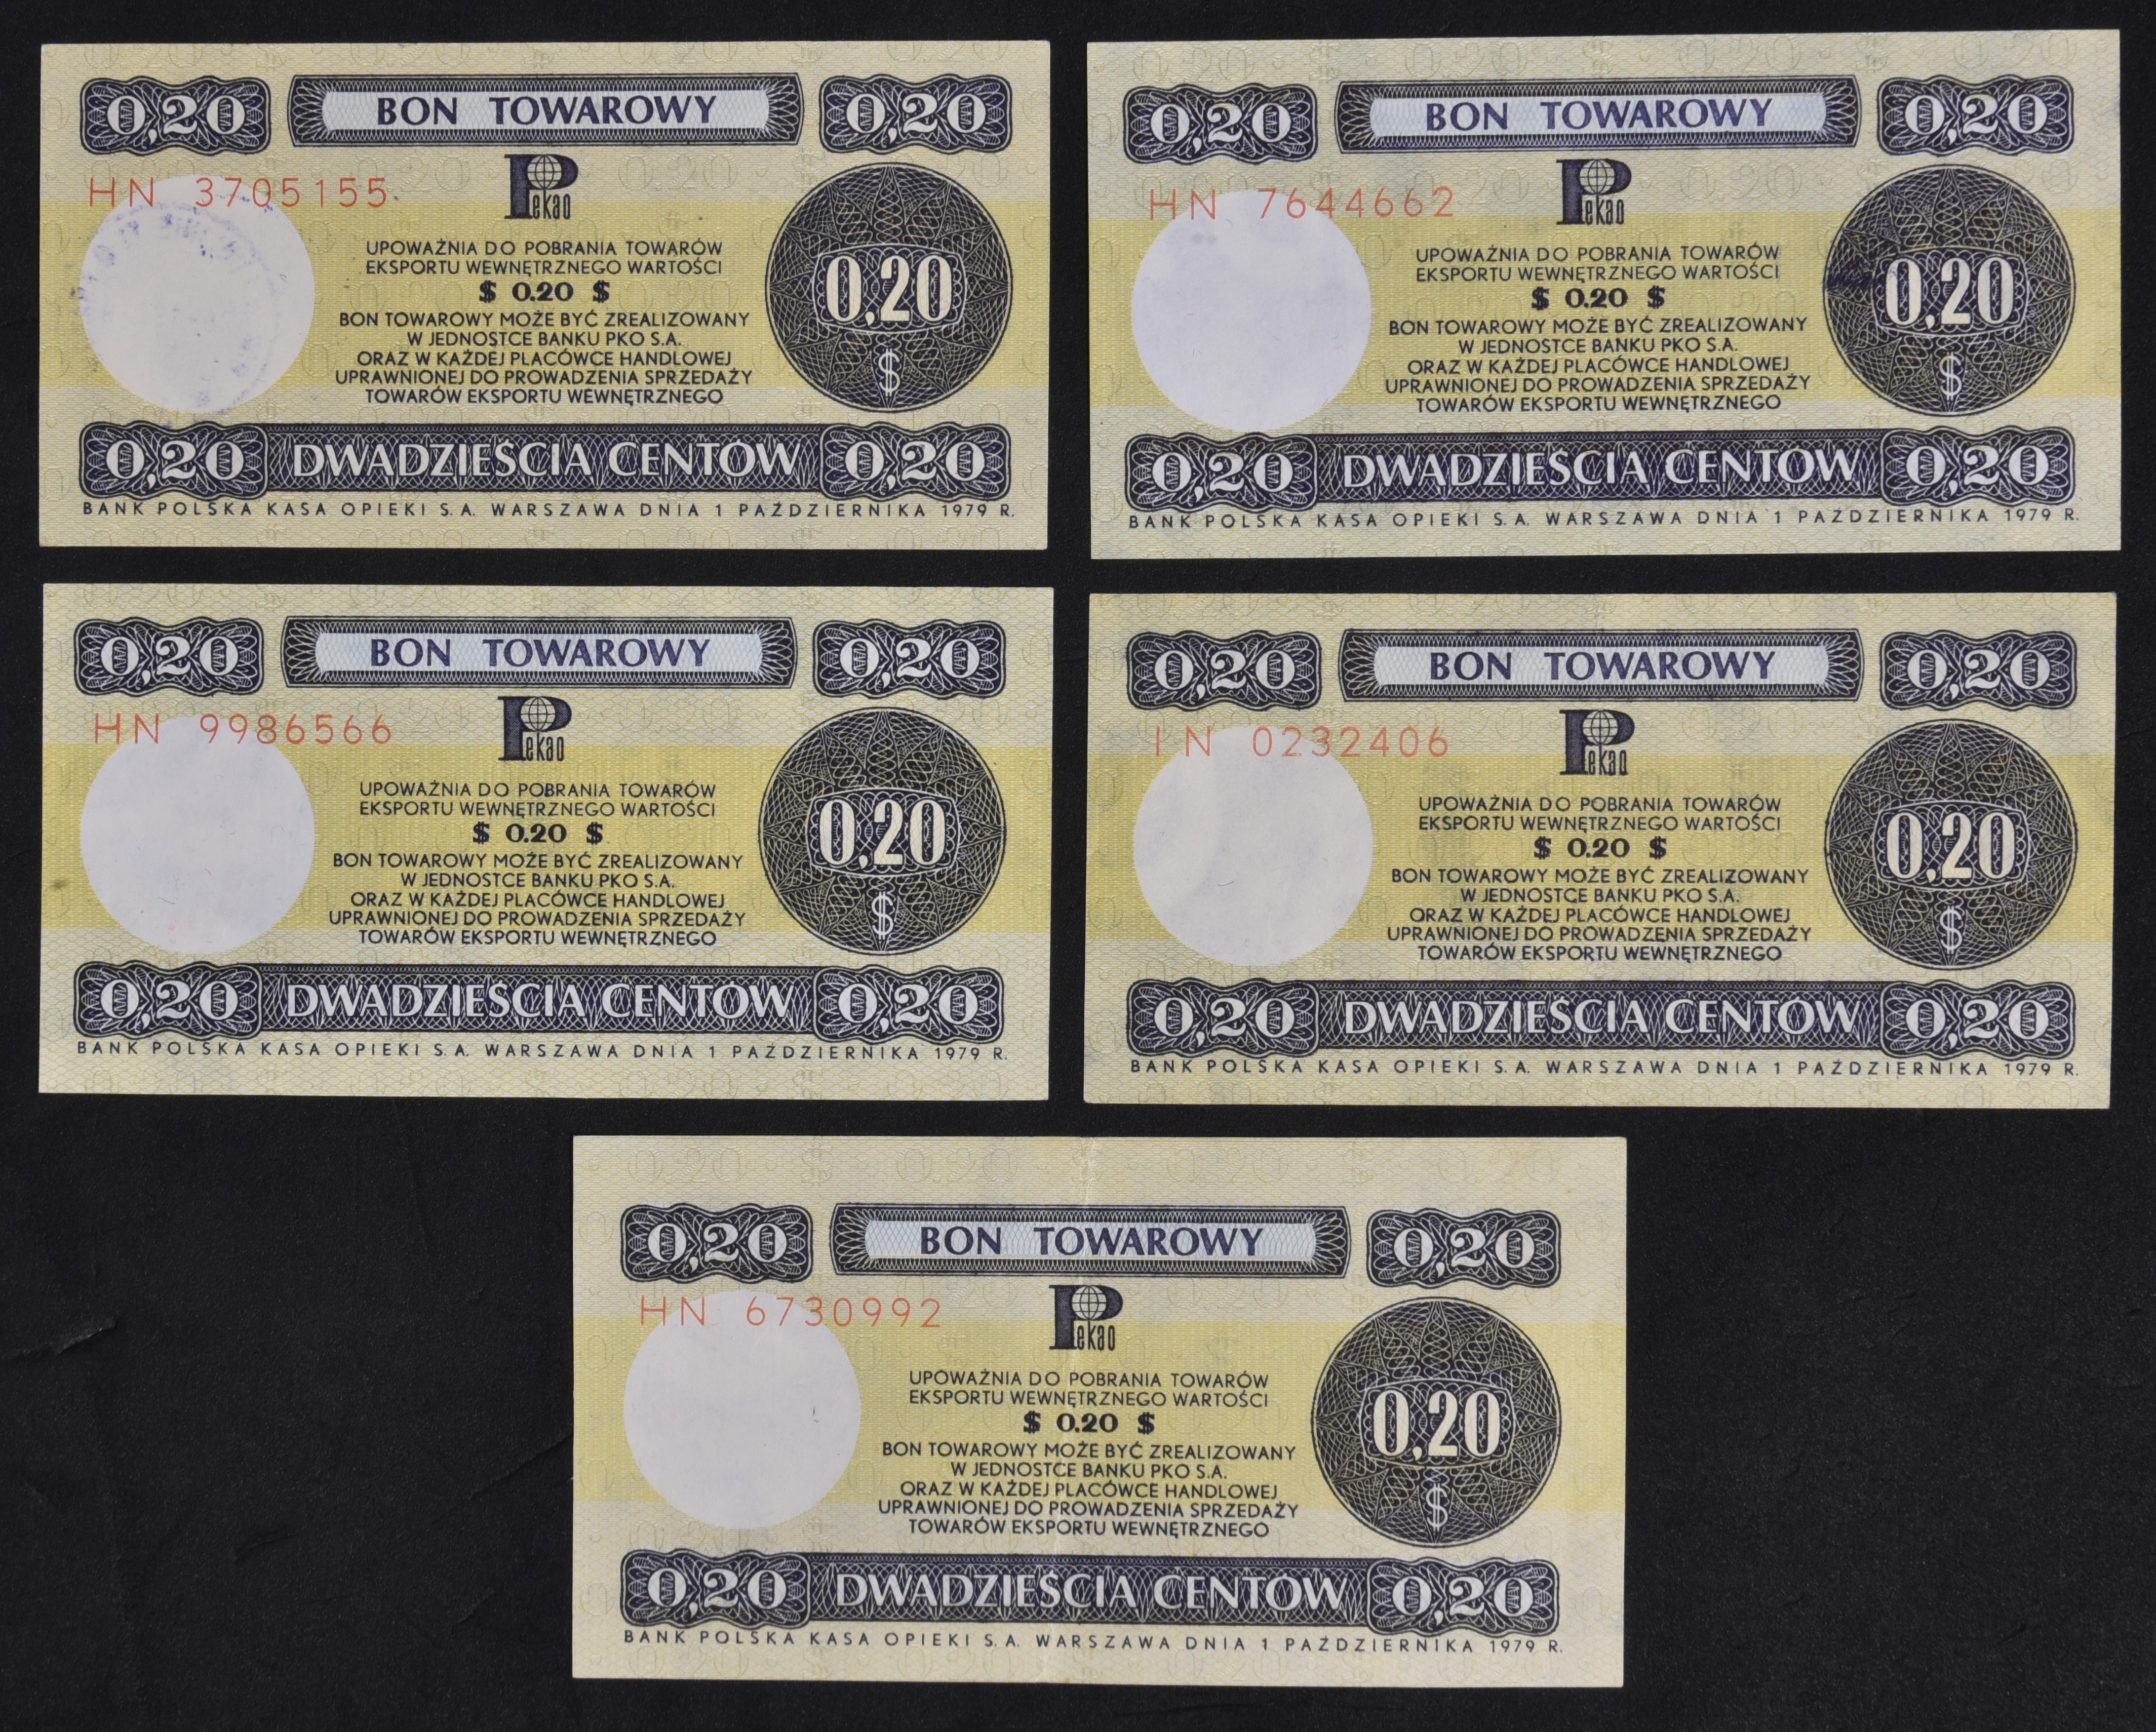 0,20 BON TOWAROWY 0,20
HN 3705155
Pekao
UPOWAŻNIA DO POBRANIA TOWARÓW
EKSPORTU WEWNĘTRZNEGO WARTOŚCI
$ 0.20 $
BON TOWAROWY MOŻE BYĆ ZREALIZOWANY
W JEDNOSTCE BANKU PKO S.A.
ORAZ W KAŻDEJ PLACÓWCE HANDLOWEJ
UPRAWNIONEJ DO PROWADZENIA SPRZEDAŻY
TOWARÓW EKSPORTU WEWNĘTRZNEGO
0,20
$
0,20 DWADZIEŚCIA CENTÓW 0,20
BANK POLSKA KASA OPIEKI S.A. WARSZAWA DNIA 1 PAŹDZIERNIKA 1979 R.
0,20 BON TOWAROWY 0,20
HN 7644662
Pekao
UPOWAŻNIA DO POBRANIA TOWARÓW
EKSPORTU WEWNĘTRZNEGO WARTOŚCI
$ 0.20 $
BON TOWAROWY MOŻE BYĆ ZREALIZOWANY
W JEDNOSTCE BANKU PKO S.A.
ORAZ W KAŻDEJ PLACÓWCE HANDLOWEJ
UPRAWNIONEJ DO PROWADZENIA SPRZEDAŻY
TOWARÓW EKSPORTU WEWNĘTRZNEGO
0,20
$
0,20 DWADZIEŚCIA CENTÓW 0,20
BANK POLSKA KASA OPIEKI S.A. WARSZAWA DNIA 1 PAŹDZIERNIKA 1979 R.
0,20 BON TOWAROWY 0,20
HN 9986566
Pekao
UPOWAŻNIA DO POBRANIA TOWARÓW
EKSPORTU WEWNĘTRZNEGO WARTOŚCI
$ 0.20 $
BON TOWAROWY MOŻE BYĆ ZREALIZOWANY
W JEDNOSTCE BANKU PKO S.A.
ORAZ W KAŻDEJ PLACÓWCE HANDLOWEJ
UPRAWNIONEJ DO PROWADZENIA SPRZEDAŻY
TOWARÓW EKSPORTU WEWNĘTRZNEGO
0,20
$
0,20 DWADZIEŚCIA CENTÓW 0,20
BANK POLSKA KASA OPIEKI S.A. WARSZAWA DNIA 1 PAŹDZIERNIKA 1979 R.
0,20 BON TOWAROWY 0,20
IN 0232406
Pekao
UPOWAŻNIA DO POBRANIA TOWARÓW
EKSPORTU WEWNĘTRZNEGO WARTOŚCI
$ 0.20 $
BON TOWAROWY MOŻE BYĆ ZREALIZOWANY
W JEDNOSTCE BANKU PKO S.A.
ORAZ W KAŻDEJ PLACÓWCE HANDLOWEJ
UPRAWNIONEJ DO PROWADZENIA SPRZEDAŻY
TOWARÓW EKSPORTU WEWNĘTRZNEGO
0,20
$
0,20 DWADZIEŚCIA CENTÓW 0,20
BANK POLSKA KASA OPIEKI S.A. WARSZAWA DNIA 1 PAŹDZIERNIKA 1979 R.
0,20 BON TOWAROWY 0,20
HN 6730992
Pekao
UPOWAŻNIA DO POBRANIA TOWARÓW
EKSPORTU WEWNĘTRZNEGO WARTOŚCI
$ 0.20 $
BON TOWAROWY MOŻE BYĆ ZREALIZOWANY
W JEDNOSTCE BANKU PKO S.A.
ORAZ W KAŻDEJ PLACÓWCE HANDLOWEJ
UPRAWNIONEJ DO PROWADZENIA SPRZEDAŻY
TOWARÓW EKSPORTU WEWNĘTRZNEGO
0,20
$
0,20 DWADZIEŚCIA CENTÓW 0,20
BANK POLSKA KASA OPIEKI S.A. WARSZAWA DNIA 1 PAŹDZIERNIKA 1979 R.